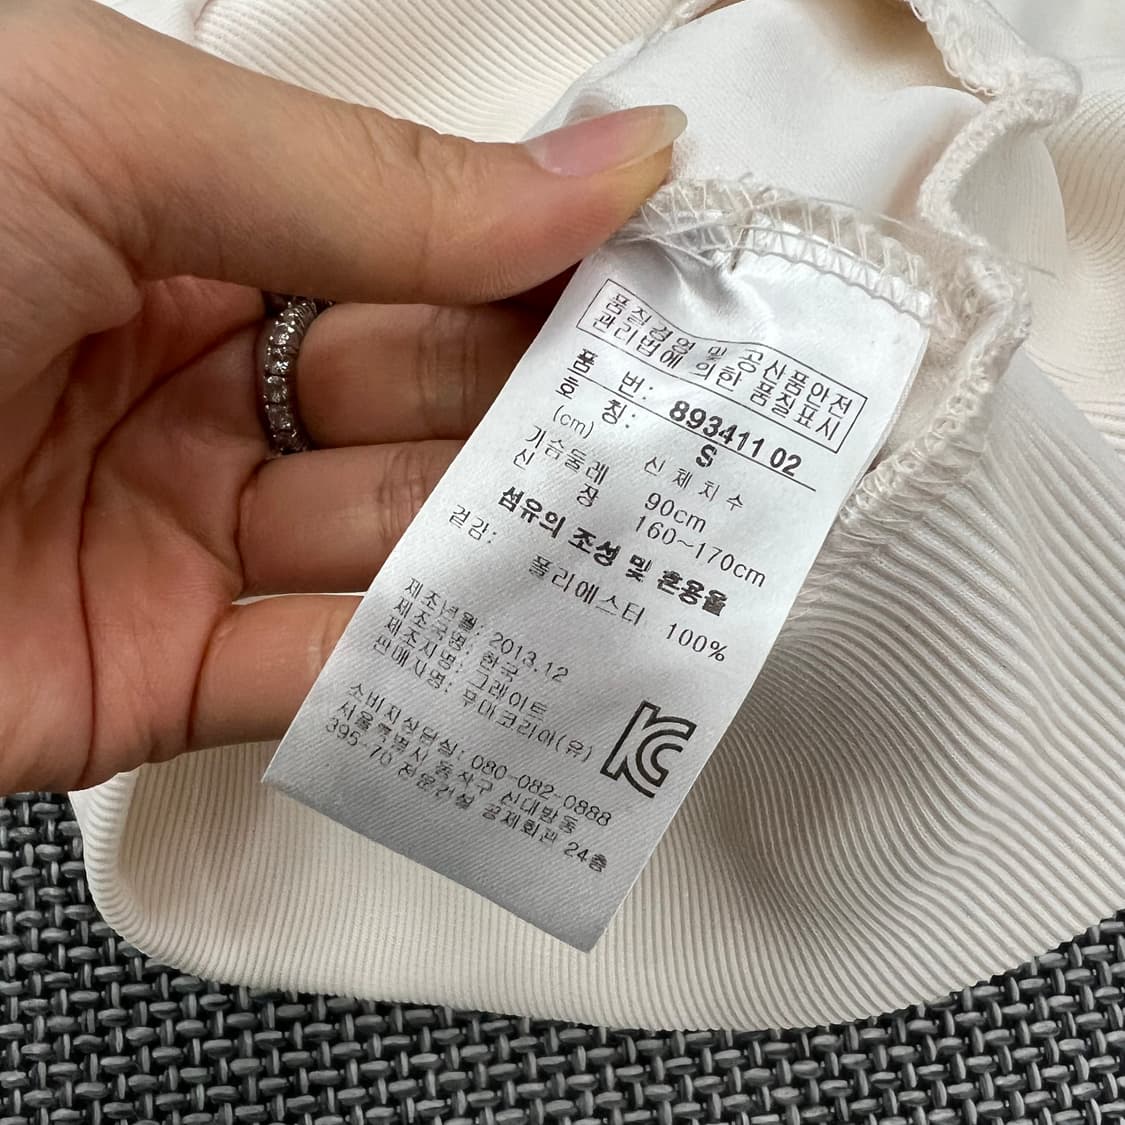 품질경영 및 공산품안전
관리법에 의한 품질표시
품 번: 893411 02
호 칭: S
(cm) 신 체 치 수
가슴둘레 90cm
신 장 160~170cm
섬유의 조성 및 혼용율
겉감: 폴리에스터 100%
제조년월: 2013.12
제조국명: 한국
제조자명: 그레이트
판매자명: 푸마코리아(유)
소비자상담실: 080-082-0888
서울특별시 동작구 신대방동
395-70 전문건설 공제회관 24층
KC